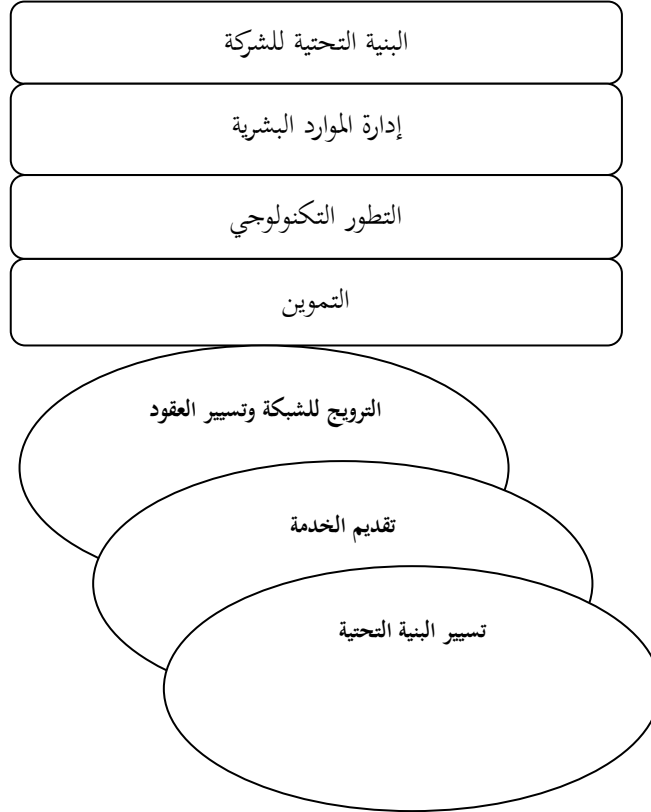 البنية التحتية للشركة
إدارة الموارد البشرية
التطور التكنولوجي
التموين
الترويج للشبكة وتسيير العقود
تقديم الخدمة
تسيير البنية التحتية